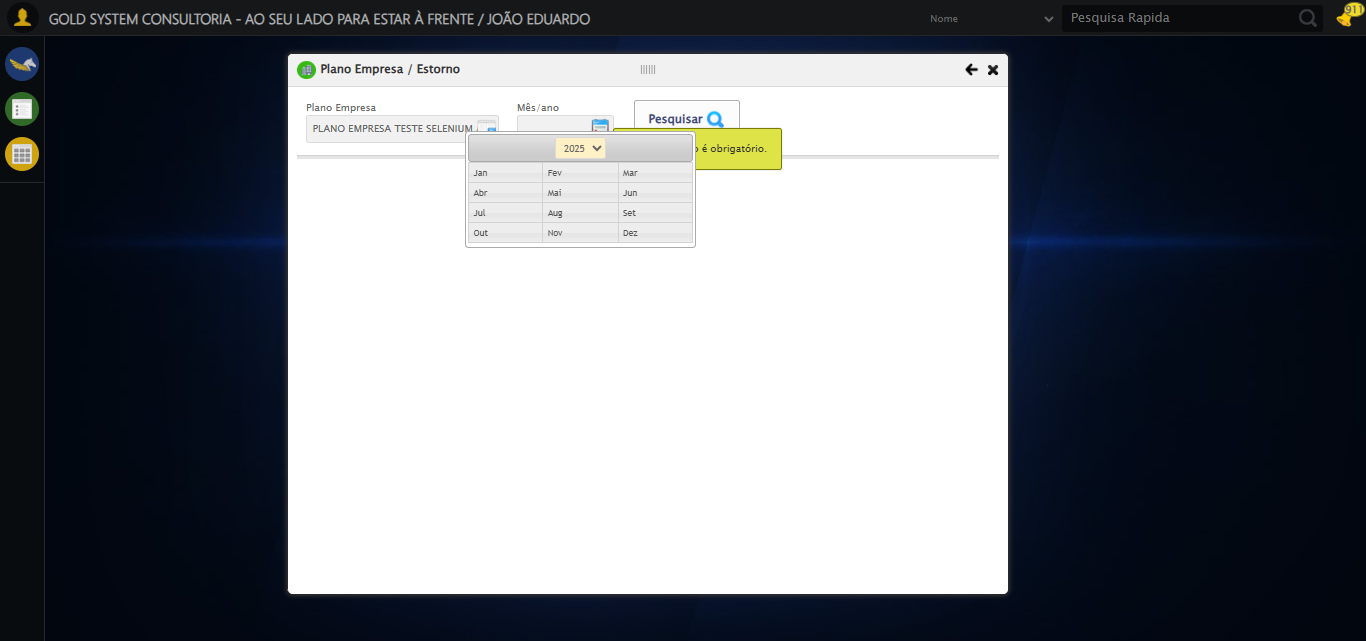 GOLD SYSTEM CONSULTORIA - AO SEU LADO PARA ESTAR À FRENTE / JOÃO EDUARDO
Nome
Pesquisa Rapida
911
Plano Empresa / Estorno
Plano Empresa
Mês/ano
PLANO EMPRESA TESTE SELENIUM
Pesquisar
o é obrigatório.
2025
Jan Fev Mar
Abr Mai Jun
Jul Aug Set
Out Nov Dez